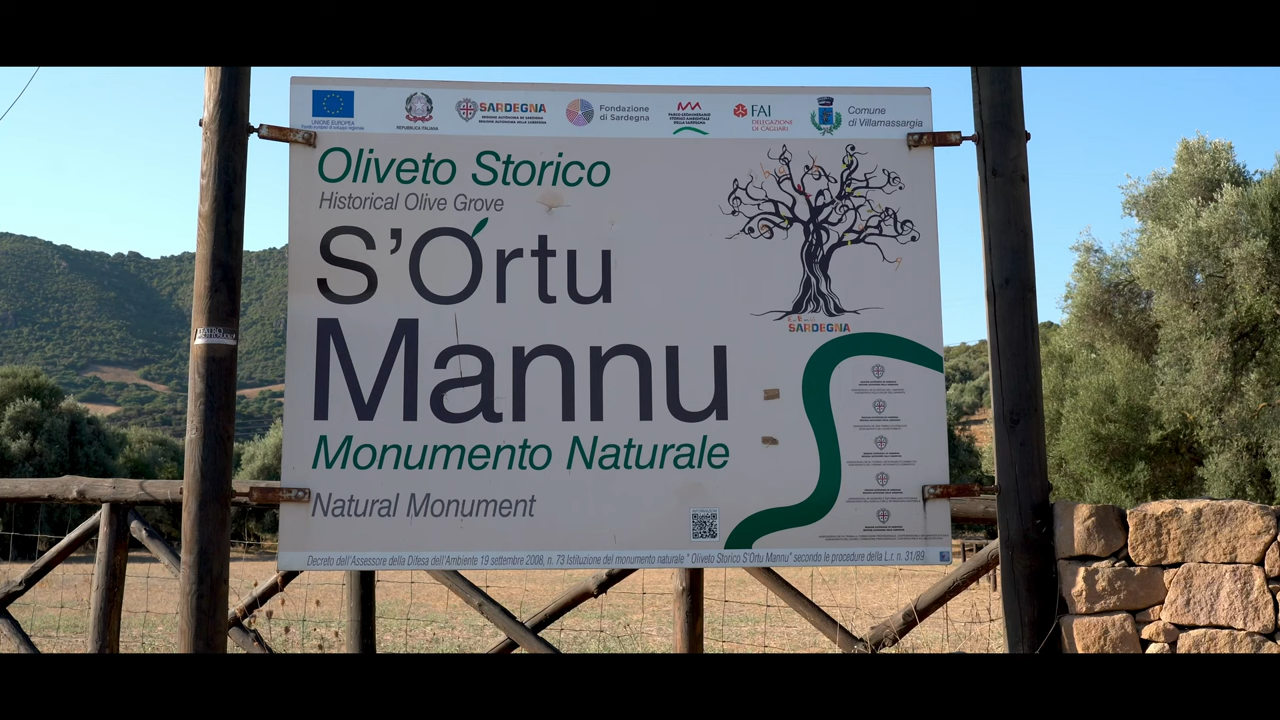 UNIONE EUROPEA
REPUBBLICA ITALIANA
SARDEGNA
Fondazione
di Sardegna
FAI
DELEGAZIONE
DI CAGLIARI
Comune
di Villamassargia
Oliveto Storico
Historical Olive Grove
S'Ortu
Mannu
SARDEGNA
Monumento Naturale
Natural Monument
Decreto dell'Assessore della Difesa dell'Ambiente 19 settembre 2008, n. 73 Istituzione del monumento naturale " Oliveto Storico S'Ortu Mannu" secondo le procedure della L.r. n. 31/89